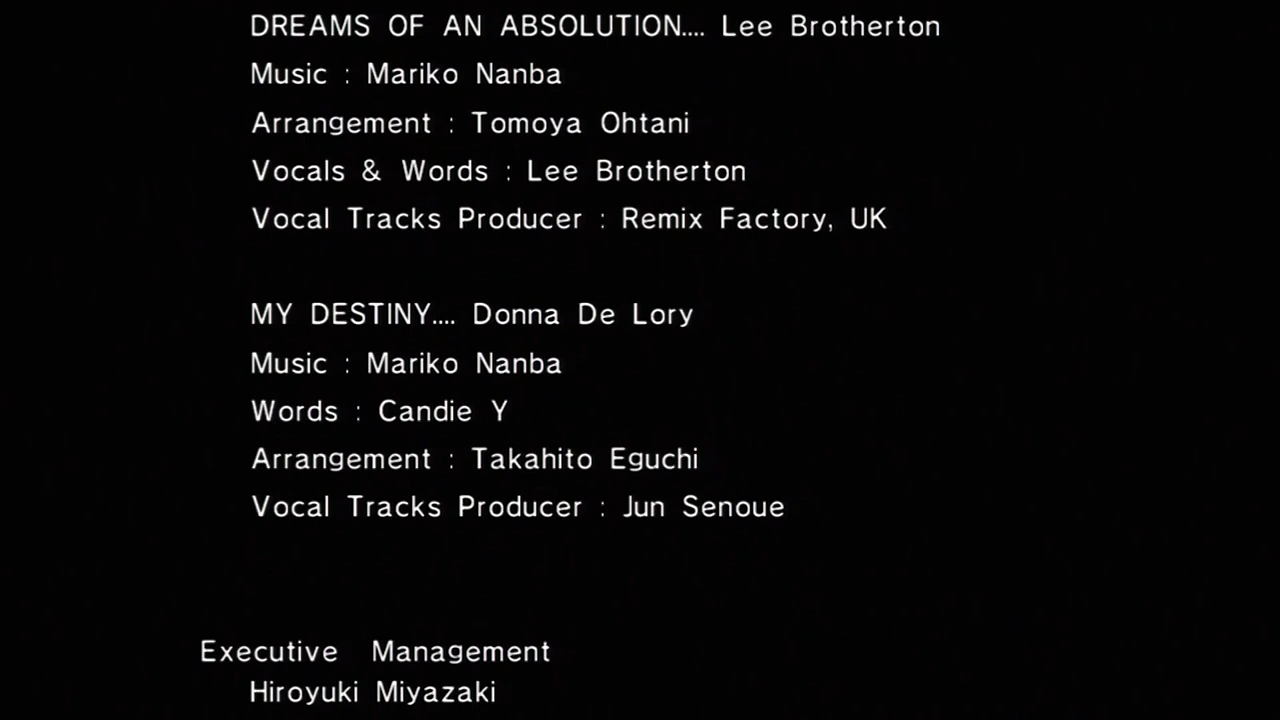 DREAMS OF AN ABSOLUTION.... Lee Brotherton
Music : Mariko Nanba
Arrangement : Tomoya Ohtani
Vocals & Words : Lee Brotherton
Vocal Tracks Producer : Remix Factory, UK
MY DESTINY.... Donna De Lory
Music : Mariko Nanba
Words : Candie Y
Arrangement : Takahito Eguchi
Vocal Tracks Producer : Jun Senoue
Executive Management
Hiroyuki Miyazaki